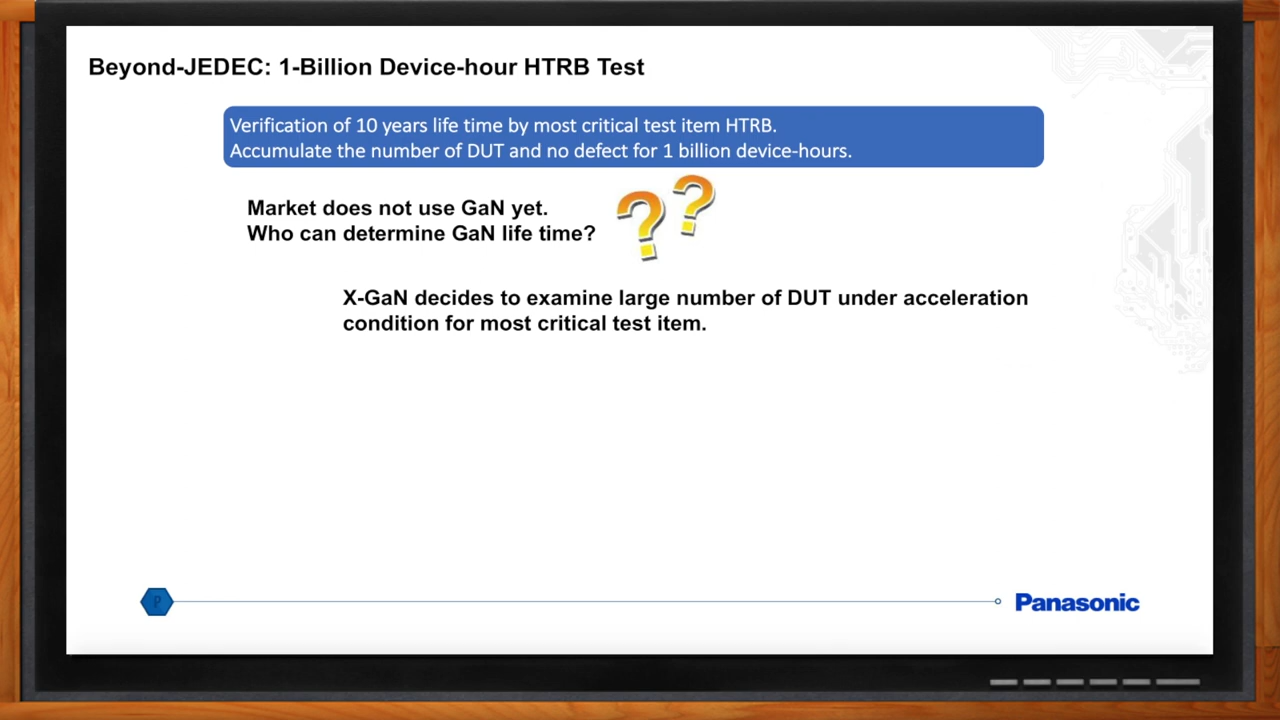 Beyond-JEDEC: 1-Billion Device-hour HTRB Test
Verification of 10 years life time by most critical test item HTRB.
Accumulate the number of DUT and no defect for 1 billion device-hours.
Market does not use GaN yet.
Who can determine GaN life time?
??
X-GaN decides to examine large number of DUT under acceleration
condition for most critical test item.
P
Panasonic